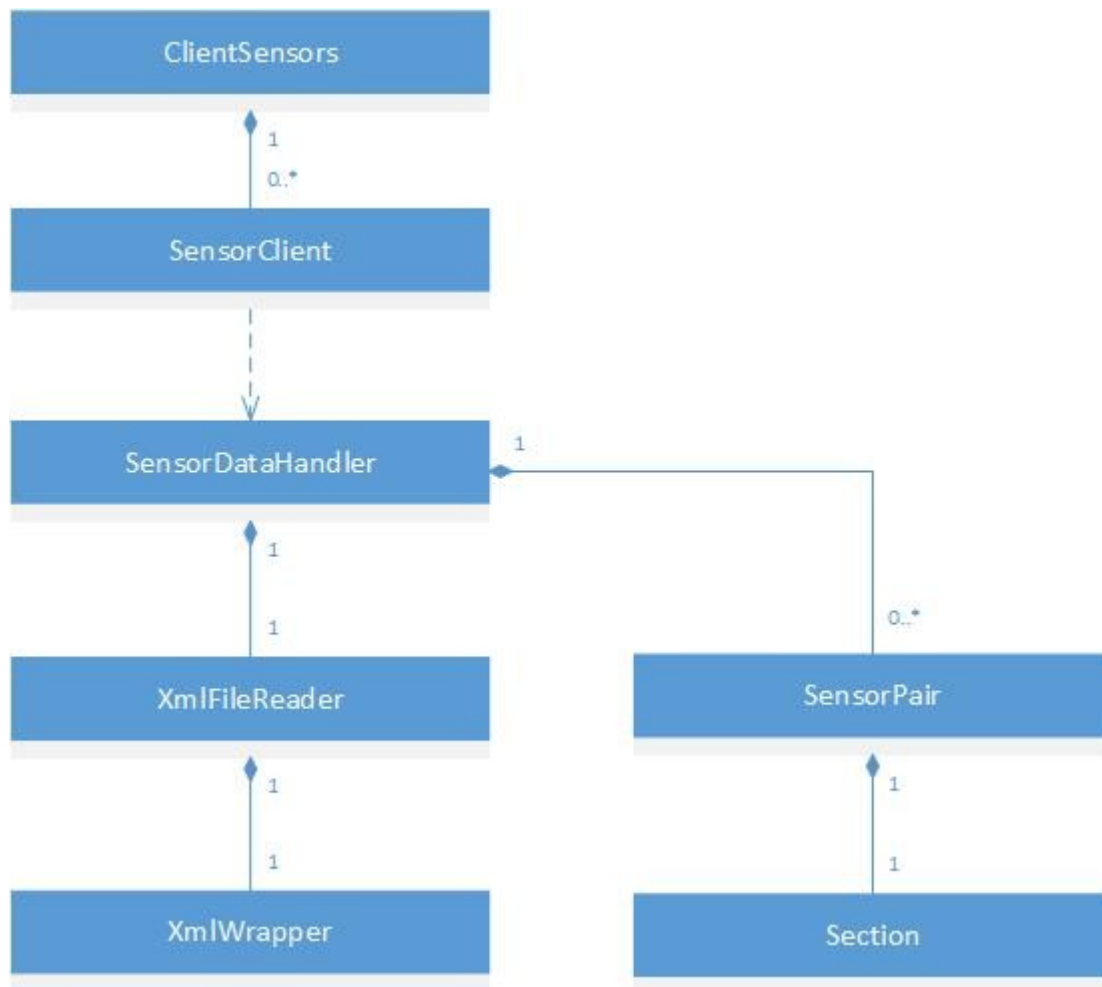 ClientSensors
1
0..*
SensorClient
SensorDataHandler
1
1
1
0..*
XmlFileReader
SensorPair
1
1
1
1
XmlWrapper
Section